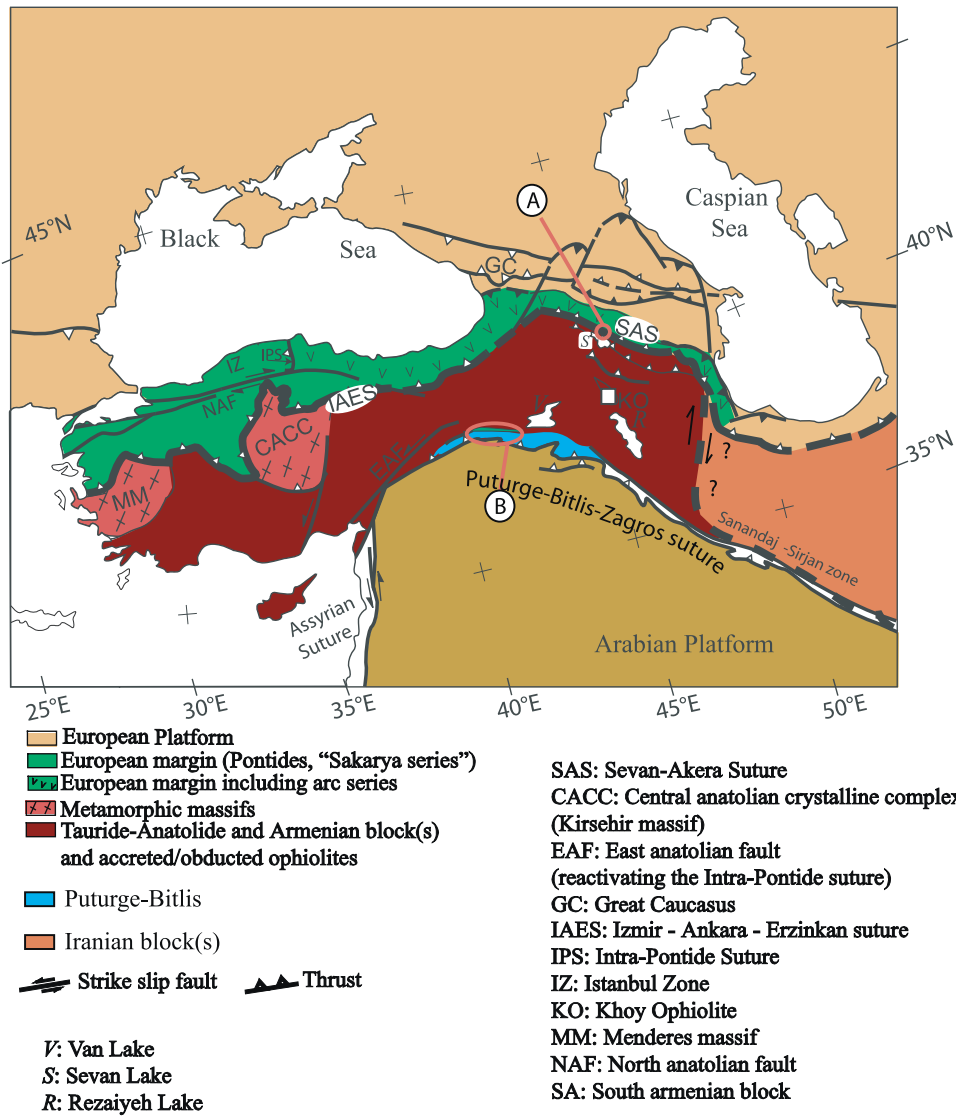 A
Caspian
Sea
45°N
40°N
Black
Sea
GC
SAS
S
IZ
IPS
NAF
IAES
CACC
KO
R
EAF
35°N
?
?
MM
B
Puturge-Bitlis-Zagros suture
Sanandaj -Sirjan zone
Assyrian
Suture
Arabian Platform
25°E
30°E
35°E
40°E
45°E
50°E
European Platform
European margin (Pontides, “Sakarya series”)
European margin including arc series
Metamorphic massifs
Tauride-Anatolide and Armenian block(s)
and accreted/obducted ophiolites
Puturge-Bitlis
Iranian block(s)
Strike slip fault
Thrust
V: Van Lake
S: Sevan Lake
R: Rezaiyeh Lake
SAS: Sevan-Akera Suture
CACC: Central anatolian crystalline complex
(Kirsehir massif)
EAF: East anatolian fault
(reactivating the Intra-Pontide suture)
GC: Great Caucasus
IAES: Izmir - Ankara - Erzinkan suture
IPS: Intra-Pontide Suture
IZ: Istanbul Zone
KO: Khoy Ophiolite
MM: Menderes massif
NAF: North anatolian fault
SA: South armenian block